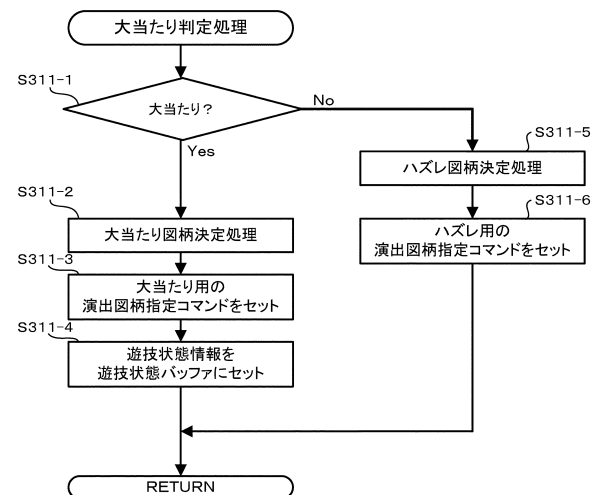 大当たり判定処理
S311-1
大当たり?
No
Yes
S311-5
ハズレ図柄決定処理
S311-2
大当たり図柄決定処理
S311-6
ハズレ用の
演出図柄指定コマンドをセット
S311-3
大当たり用の
演出図柄指定コマンドをセット
S311-4
遊技状態情報を
遊技状態バッファにセット
RETURN